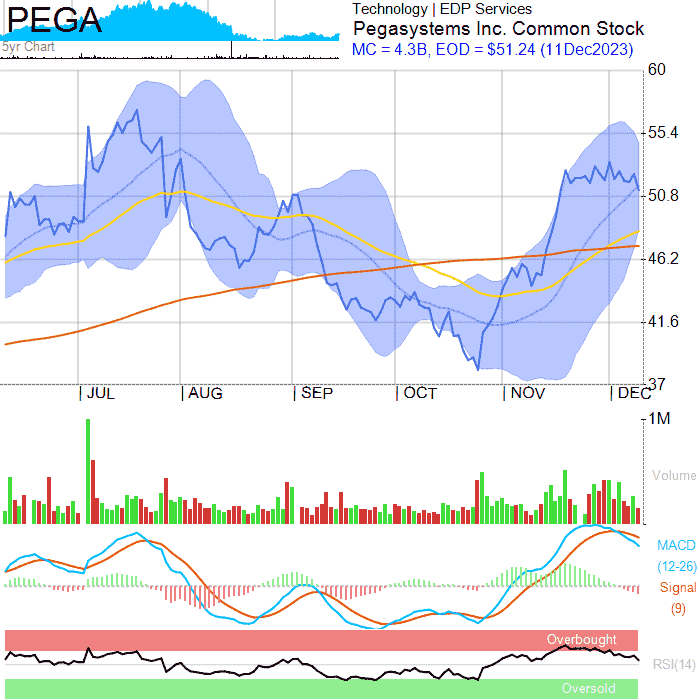 PEGA
5yr Chart
Technology | EDP Services
Pegasystems Inc. Common Stock
MC = 4.3B, EOD = $51.24 (11Dec2023)
60
55.4
50.8
46.2
41.6
37
| JUL | AUG | SEP | OCT | NOV | DEC
1M
Volume
MACD
(12-26)
Signal
(9)
Overbought
RSI(14)
Oversold